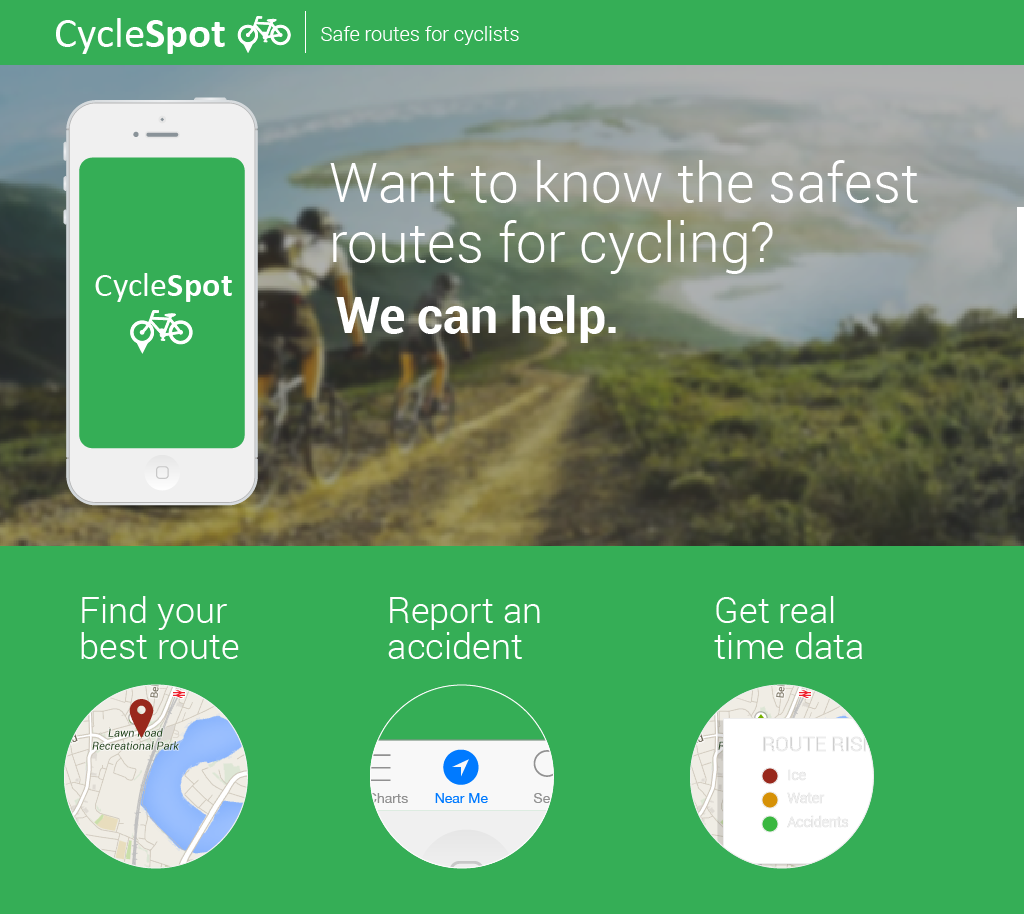 CycleSpot
Safe routes for cyclists
Want to know the safest
routes for cycling?
We can help.
CycleSpot
Find your
best route
Report an
accident
Get real
time data
Lawn Road
Recreational Park
Charts
Near Me
ROUTE
Ice
Water
Accidents